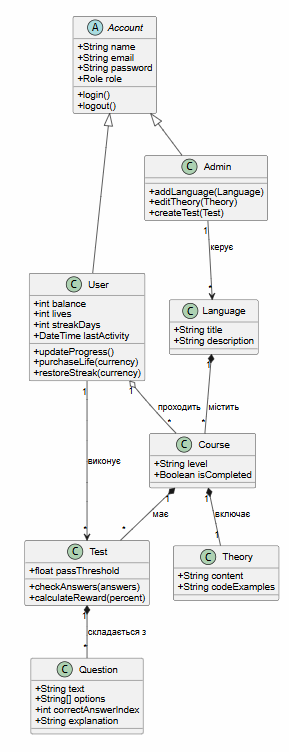 A Account
+String name
+String email
+String password
+Role role
+login()
+logout()
C Admin
+addLanguage(Language)
+editTheory(Theory)
+createTest(Test)
1
керує
*
C User
+int balance
+int lives
+int streakDays
+DateTime lastActivity
+updateProgress()
+purchaseLife(currency)
+restoreStreak(currency)
C Language
+String title
+String description
1
1
1
проходить
містить
*
*
C Course
+String level
+Boolean isCompleted
виконує
1
1
має
включає
*
*
1
C Test
+float passThreshold
+checkAnswers(answers)
+calculateReward(percent)
C Theory
+String content
+String codeExamples
1
складається з
*
C Question
+String text
+String[] options
+int correctAnswerIndex
+String explanation